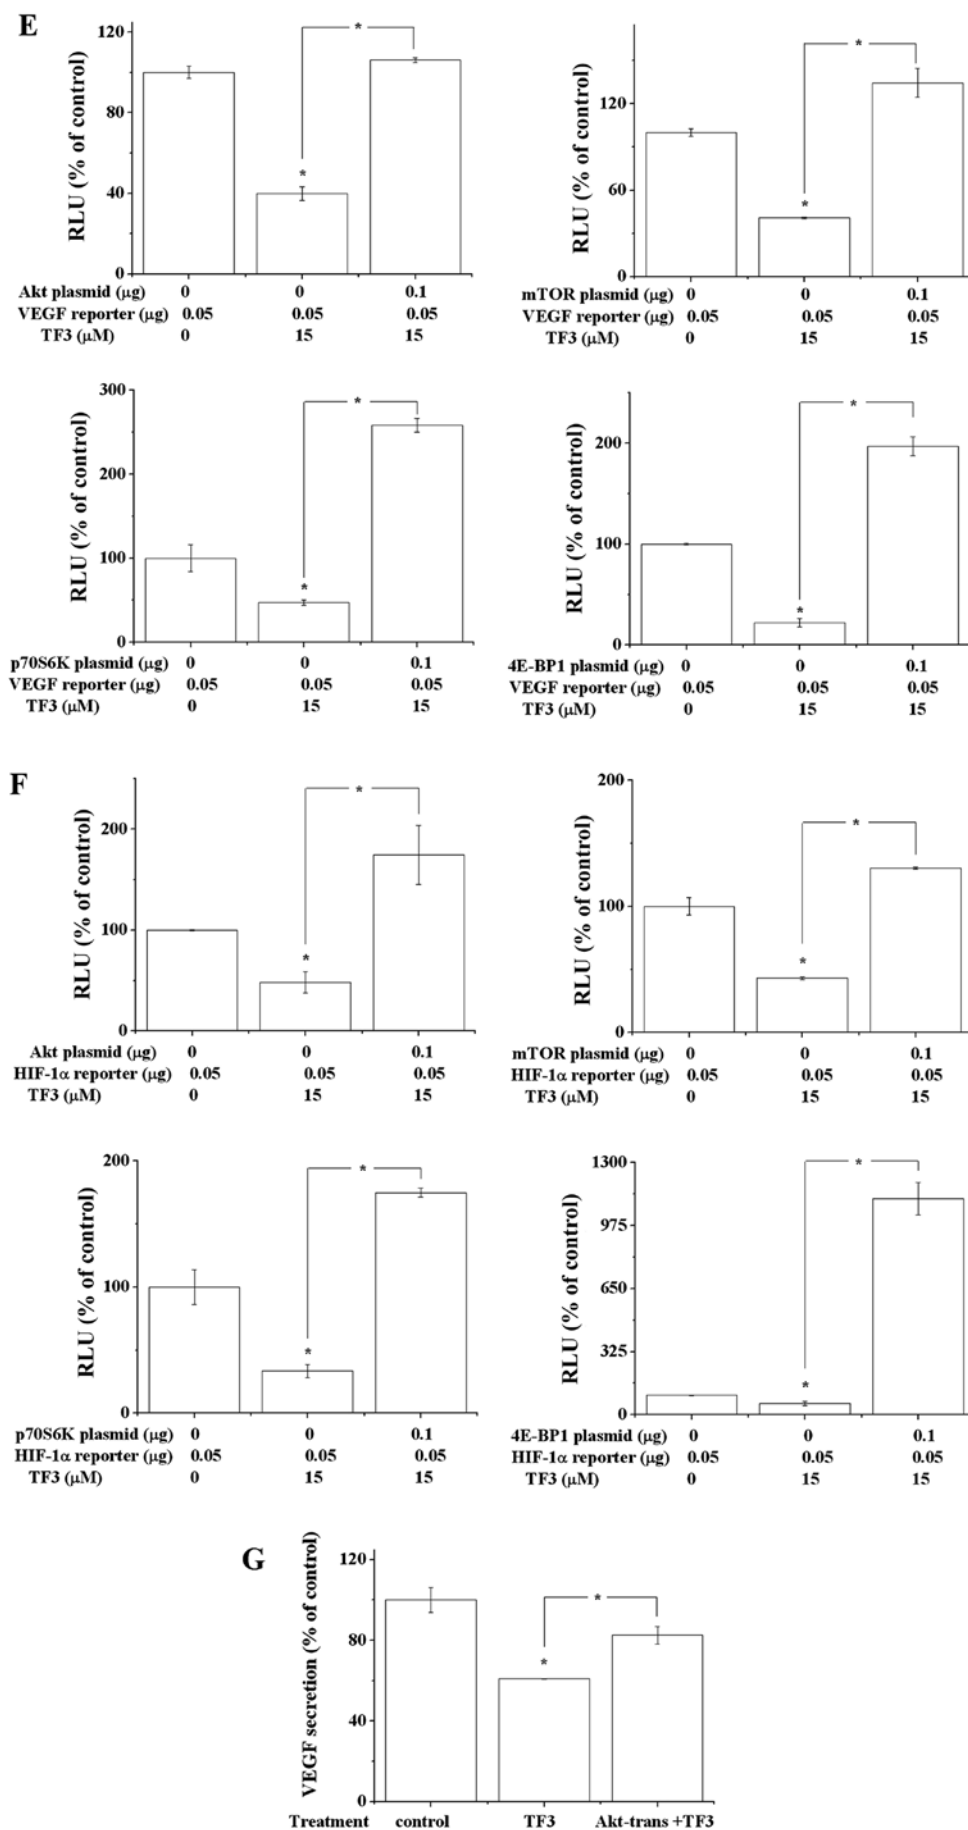 E
RLU (% of control)
120
*
80
*
40
0
Akt plasmid (µg) 0 0 0.1
VEGF reporter (µg) 0.05 0.05 0.05
TF3 (µM) 0 15 15
RLU (% of control)
*
120
60
*
0
mTOR plasmid (µg) 0 0 0.1
VEGF reporter (µg) 0.05 0.05 0.05
TF3 (µM) 0 15 15
RLU (% of control)
300
*
200
100
*
0
p70S6K plasmid (µg) 0 0 0.1
VEGF reporter (µg) 0.05 0.05 0.05
TF3 (µM) 0 15 15
RLU (% of control)
*
200
100
*
0
4E-BP1 plasmid (µg) 0 0 0.1
VEGF reporter (µg) 0.05 0.05 0.05
TF3 (µM) 0 15 15
F
RLU (% of control)
*
200
100
*
0
Akt plasmid (µg) 0 0 0.1
HIF-1α reporter (µg) 0.05 0.05 0.05
TF3 (µM) 0 15 15
RLU (% of control)
200
*
100
*
0
mTOR plasmid (µg) 0 0 0.1
HIF-1α reporter (µg) 0.05 0.05 0.05
TF3 (µM) 0 15 15
RLU (% of control)
200
*
100
*
0
p70S6K plasmid (µg) 0 0 0.1
HIF-1α reporter (µg) 0.05 0.05 0.05
TF3 (µM) 0 15 15
RLU (% of control)
1300
*
975
650
325
*
0
4E-BP1 plasmid (µg) 0 0 0.1
HIF-1α reporter (µg) 0.05 0.05 0.05
TF3 (µM) 0 15 15
G
VEGF secretion (% of control)
120
*
80
*
40
0
Treatment control TF3 Akt-trans +TF3